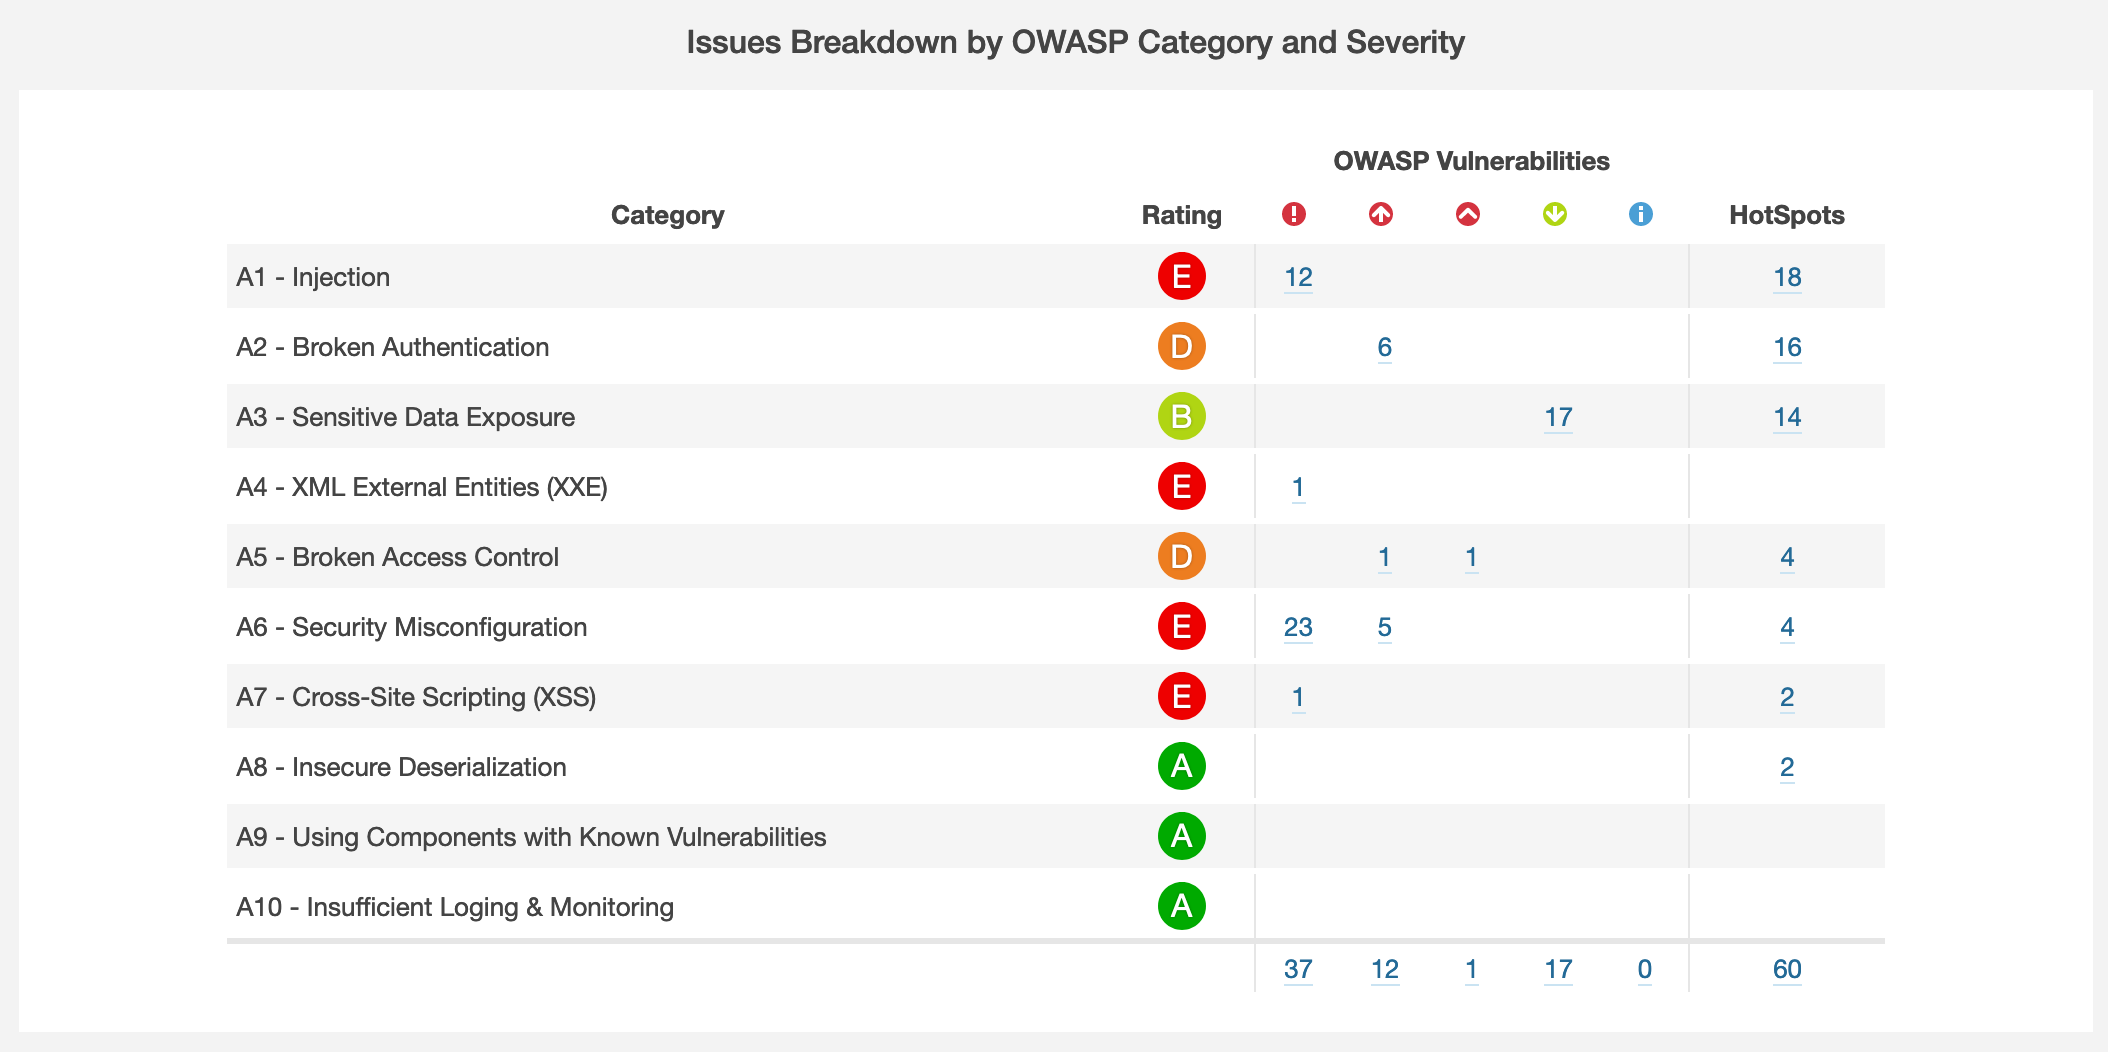 Issues Breakdown by OWASP Category and Severity
OWASP Vulnerabilities
Category Rating HotSpots
A1 - Injection E 12 18
A2 - Broken Authentication D 6 16
A3 - Sensitive Data Exposure B 17 14
A4 - XML External Entities (XXE) E 1
A5 - Broken Access Control D 1 1 4
A6 - Security Misconfiguration E 23 5 4
A7 - Cross-Site Scripting (XSS) E 1 2
A8 - Insecure Deserialization A 2
A9 - Using Components with Known Vulnerabilities A
A10 - Insufficient Loging & Monitoring A
37 12 1 17 0 60